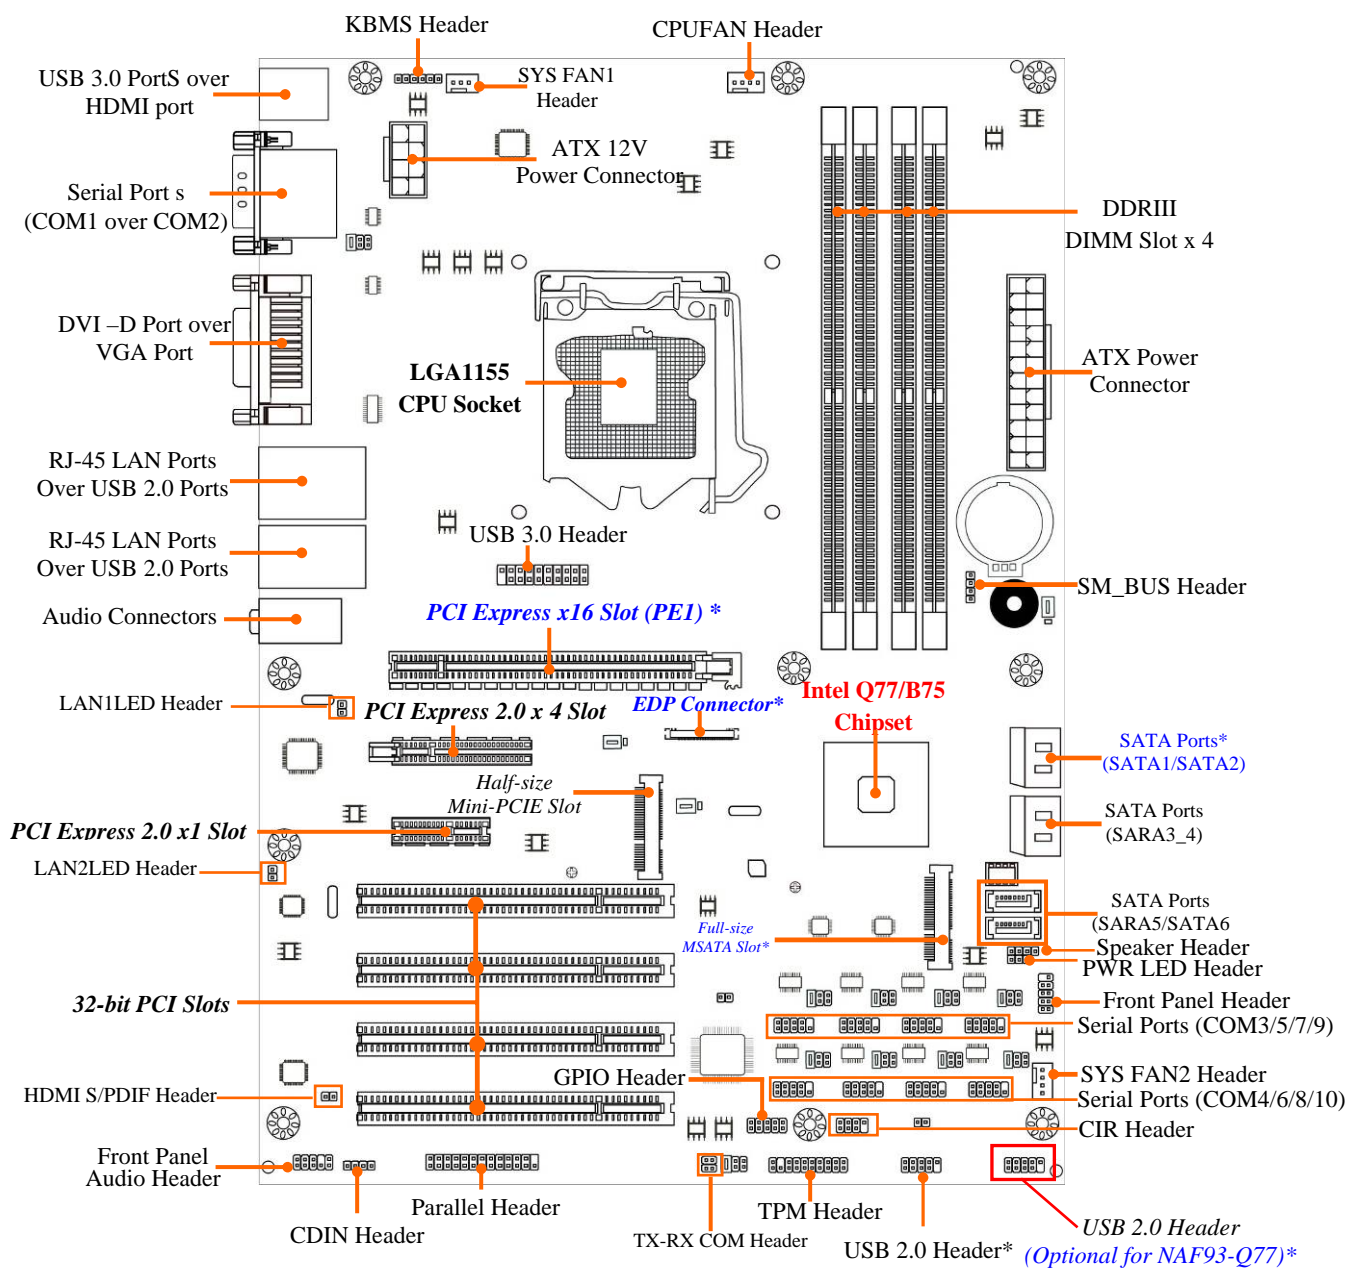 KBMS Header
CPUFAN Header
USB 3.0 PortS over
HDMI port
SYS FAN1
Header
ATX 12V
Power Connector
Serial Port s
(COM1 over COM2)
DDRIII
DIMM Slot x 4
DVI –D Port over
VGA Port
LGA1155
CPU Socket
ATX Power
Connector
RJ-45 LAN Ports
Over USB 2.0 Ports
USB 3.0 Header
RJ-45 LAN Ports
Over USB 2.0 Ports
SM_BUS Header
Audio Connectors
PCI Express x16 Slot (PE1) *
LAN1LED Header
PCI Express 2.0 x 4 Slot
EDP Connector*
Intel Q77/B75
Chipset
SATA Ports*
(SATA1/SATA2)
Half-size
Mini-PCIE Slot
SATA Ports
(SARA3_4)
PCI Express 2.0 x1 Slot
LAN2LED Header
SATA Ports
(SARA5/SATA6
Full-size
MSATA Slot*
Speaker Header
PWR LED Header
32-bit PCI Slots
Front Panel Header
Serial Ports (COM3/5/7/9)
GPIO Header
SYS FAN2 Header
HDMI S/PDIF Header
Serial Ports (COM4/6/8/10)
CIR Header
Front Panel
Audio Header
Parallel Header
TPM Header
CDIN Header
TX-RX COM Header
USB 2.0 Header*
USB 2.0 Header
(Optional for NAF93-Q77)*